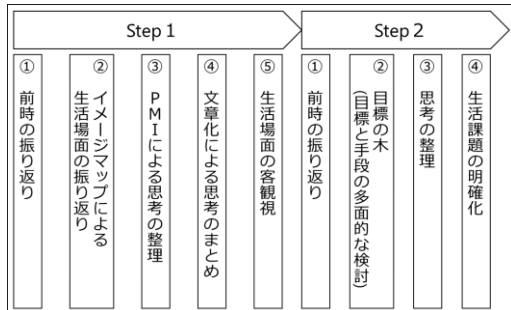 Step 1
①
前時の振り返り
②
イメージマップによる
生活場面の振り返り
③
PMIによる思考の整理
④
文章化による思考のまとめ
⑤
生活場面の客観視
Step 2
①
前時の振り返り
②
目標の木
(目標と手段の多面的な検討)
③
思考の整理
④
生活課題の明確化